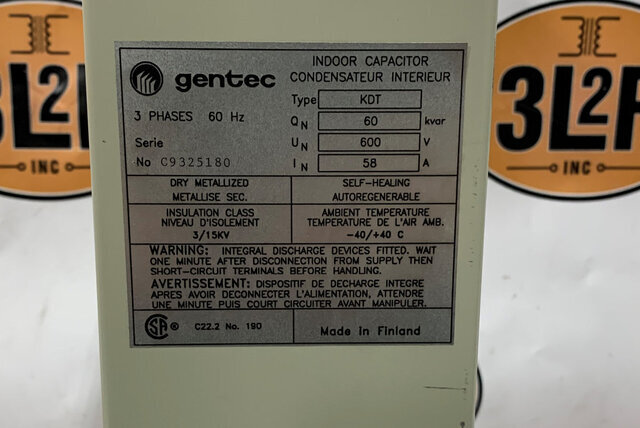 gentec
INDOOR CAPACITOR
CONDENSATEUR INTERIEUR
3 PHASES 60 Hz
Serie
No C9325180
Type KDT
QN 60 kvar
UN 600 V
IN 58 A
DRY METALLIZED
METALLISE SEC.
SELF-HEALING
AUTOREGENERABLE
INSULATION CLASS
NIVEAU D'ISOLEMENT
3/15KV
AMBIENT TEMPERATURE
TEMPERATURE DE L'AIR AMB.
-40/+40 C
WARNING: INTEGRAL DISCHARGE DEVICES FITTED. WAIT
ONE MINUTE AFTER DISCONNECTION FROM SUPPLY THEN
SHORT-CIRCUIT TERMINALS BEFORE HANDLING.
AVERTISSEMENT: DISPOSITIF DE DECHARGE INTEGRE
APRES AVOIR DECONNECTER L'ALIMENTATION, ATTENDRE
UNE MINUTE PUIS COURT CIRCUITER AVANT MANIPULER.
CSA ® C22.2 No. 190
Made in Finland
3L2P
INC
3L2P
INC